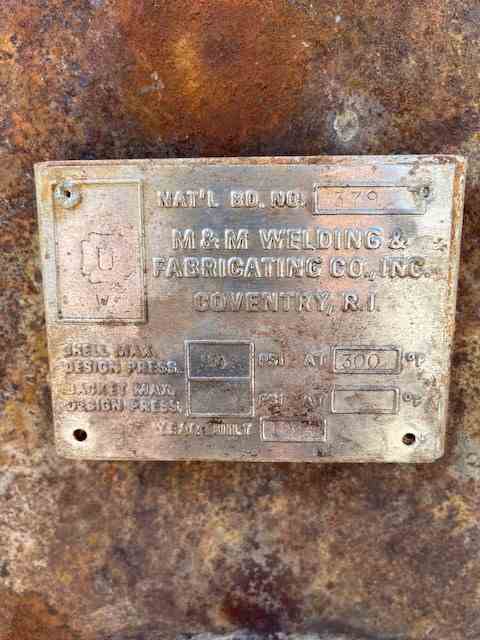 NAT'L BD. NO. 379
M & M WELDING &
FABRICATING CO., INC.
COVENTRY, R.I.
W
SHELL MAX.
DESIGN PRESS. PSI AT 300 °F
JACKET MAX.
DESIGN PRESS. PSI AT °F
YEAR BUILT